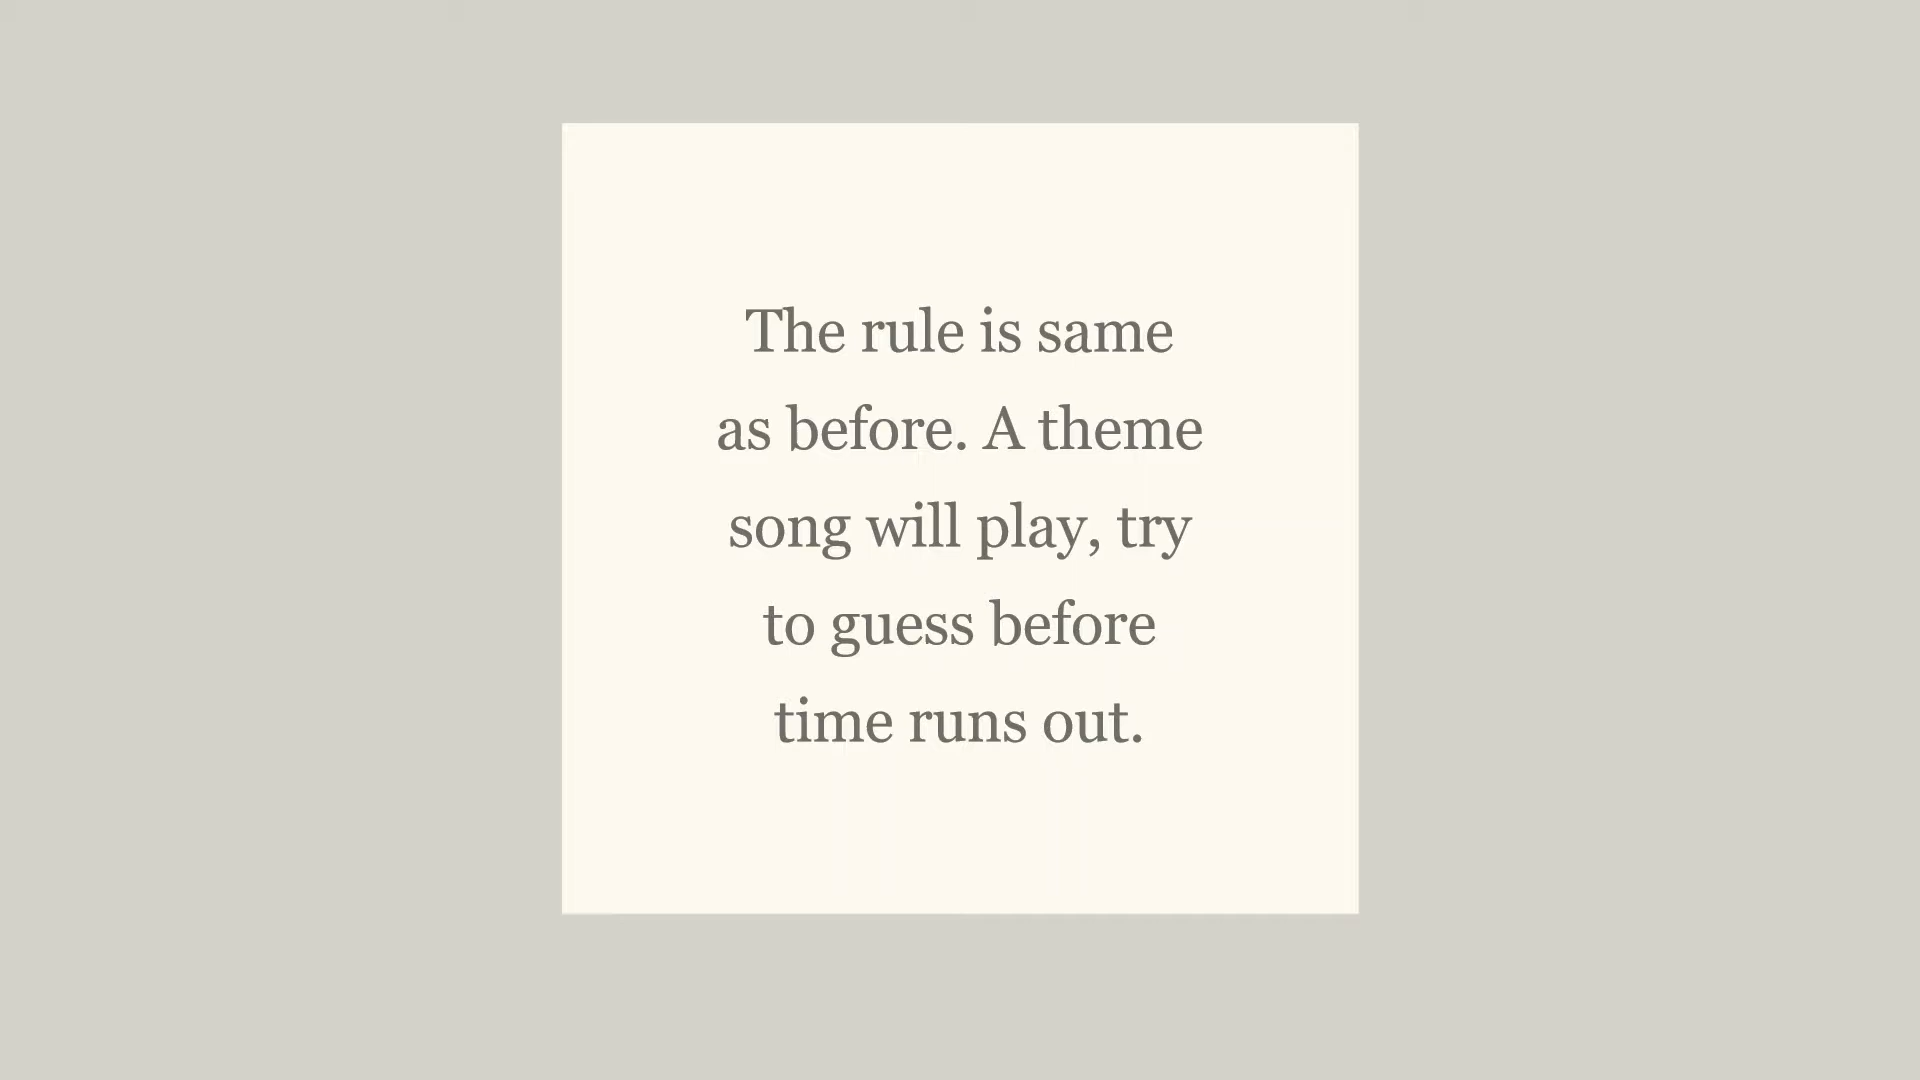 The rule is same
as before. A theme
song will play, try
to guess before
time runs out.